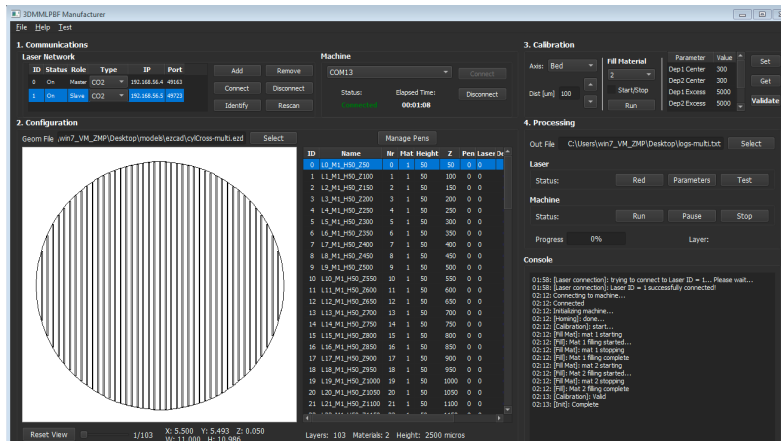 3DMMLPBF Manufacturer
File Help Test
1. Communications
Laser Network
ID Status Role Type IP Port
0 On Master CO2 192.168.56.4 49163
1 On Slave CO2 192.168.56.5 49723
Add Remove
Connect Disconnect
Identify Rescan
Machine
COM13 Connect
Status: Elapsed Time:
Connected 00:01:08 Disconnect
3. Calibration
Axis: Bed
Dist [um] 100
Fill Material
2
Start/Stop
Run
Parameter Value
Dep1 Center 300
Dep2 Center 300
Dep1 Excess 5000
Dep2 Excess 5000
Set
Get
Validate
2. Configuration
Geom File win7_VM_ZMP\Desktop\models\ezcad\cylCross-multi.ezd Select
Manage Pens
ID Name Nr Mat Height Z Pen Laser De
0 L0_M1_H50_Z50 0 1 50 50 0 0
1 L1_M1_H50_Z100 1 1 50 100 0 0
2 L2_M1_H50_Z150 2 1 50 150 0 0
3 L3_M1_H50_Z200 3 1 50 200 0 0
4 L4_M1_H50_Z250 4 1 50 250 0 0
5 L5_M1_H50_Z300 5 1 50 300 0 0
6 L6_M1_H50_Z350 6 1 50 350 0 0
7 L7_M1_H50_Z400 7 1 50 400 0 0
8 L8_M1_H50_Z450 8 1 50 450 0 0
9 L9_M1_H50_Z500 9 1 50 500 0 0
10 L10_M1_H50_Z550 10 1 50 550 0 0
11 L11_M1_H50_Z600 11 1 50 600 0 0
12 L12_M1_H50_Z650 12 1 50 650 0 0
13 L13_M1_H50_Z700 13 1 50 700 0 0
14 L14_M1_H50_Z750 14 1 50 750 0 0
15 L15_M1_H50_Z800 15 1 50 800 0 0
16 L16_M1_H50_Z850 16 1 50 850 0 0
17 L17_M1_H50_Z900 17 1 50 900 0 0
18 L18_M1_H50_Z950 18 1 50 950 0 0
19 L19_M1_H50_Z1000 19 1 50 1000 0 0
20 L20_M1_H50_Z1050 20 1 50 1050 0 0
21 L21_M1_H50_Z1100 21 1 50 1100 0 0
Reset View 1/103 X: 5.500 Y: 5.493 Z: 0.050
W: 11.000 H: 10.986
Layers: 103 Materials: 2 Height: 2500 micros
4. Processing
Out File C:\Users\win7_VM_ZMP\Desktop\logs-multi.txt Select
Laser
Status: Red Parameters Test
Machine
Status: Run Pause Stop
Progress 0% Layer:
Console
01:58: [Laser connection]: trying to connect to Laser ID = 1... Please wait...
01:58: [Laser connection]: Laser ID = 1 successfully connected!
02:12: Connecting to machine...
02:12: Connected
02:12: Initializing machine...
02:12: [Homing]: done...
02:12: [Calibration]: start...
02:12: [Fill Mat]: mat 1 starting
02:12: [Fill]: Mat 1 filling started...
02:12: [Fill Mat]: mat 1 stopping
02:12: [Fill]: Mat 1 filling complete
02:12: [Fill Mat]: mat 2 starting
02:12: [Fill]: Mat 2 filling started...
02:12: [Fill Mat]: mat 2 stopping
02:12: [Fill]: Mat 2 filling complete
02:13: [Calibration]: Valid
02:13: [Init]: Complete